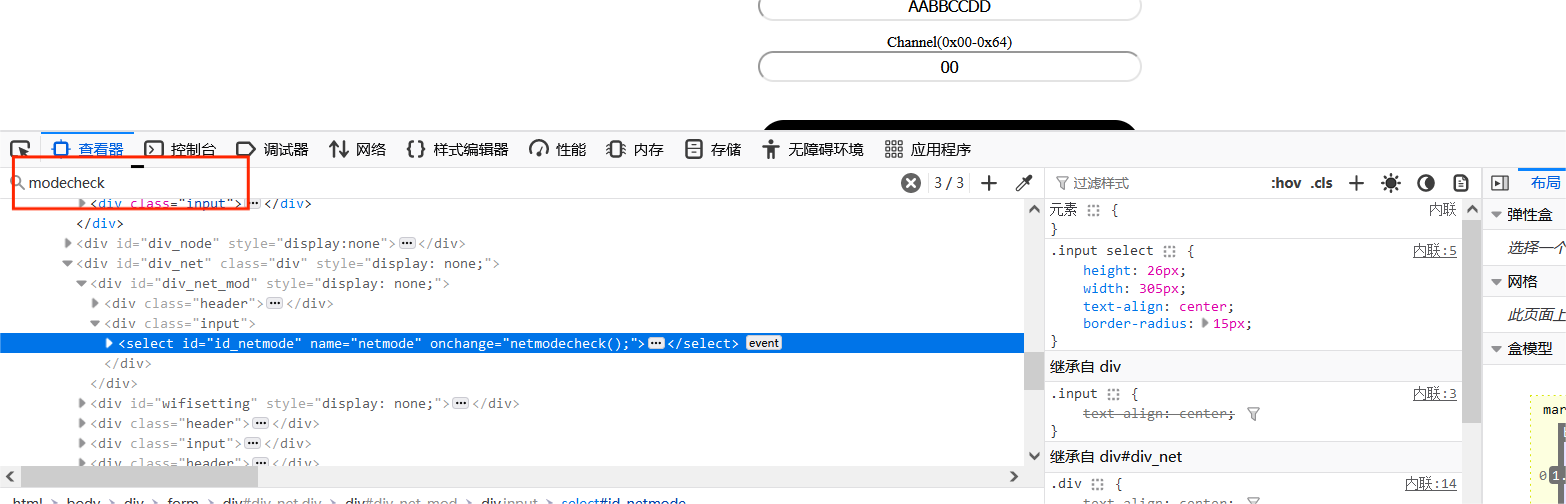 AABBCCDD
Channel(0x00-0x64)
00
查看器 控制台 调试器 网络 样式编辑器 性能 内存 存储 无障碍环境 应用程序
modecheck 3 / 3 + 过滤样式 :hov .cls + 布局
<div class="input">⋯</div>
</div>
<div id="div_node" style="display:none">⋯</div>
<div id="div_net" class="div" style="display: none;">
<div id="div_net_mod" style="display: none;">
<div class="header">⋯</div>
<div class="input">
<select id="id_netmode" name="netmode" onchange="netmodecheck();">⋯</select> event
</div>
</div>
<div id="wifisetting" style="display: none;">⋯</div>
<div class="header">⋯</div>
<div class="input">⋯</div>
<div class="header">⋯</div>
html > body > div > form > div#div_net.div > div#div_net_mod > div.input > select#id_netmode
元素 { 内联
}
.input select { 内联:5
height: 26px;
width: 305px;
text-align: center;
border-radius: 15px;
}
继承自 div
.input { 内联:3
text-align: center;
}
继承自 div#div_net
.div { 内联:14
text-align: center;
弹性盒
选择一个
网格
此页面上
盒模型
mar
0
1